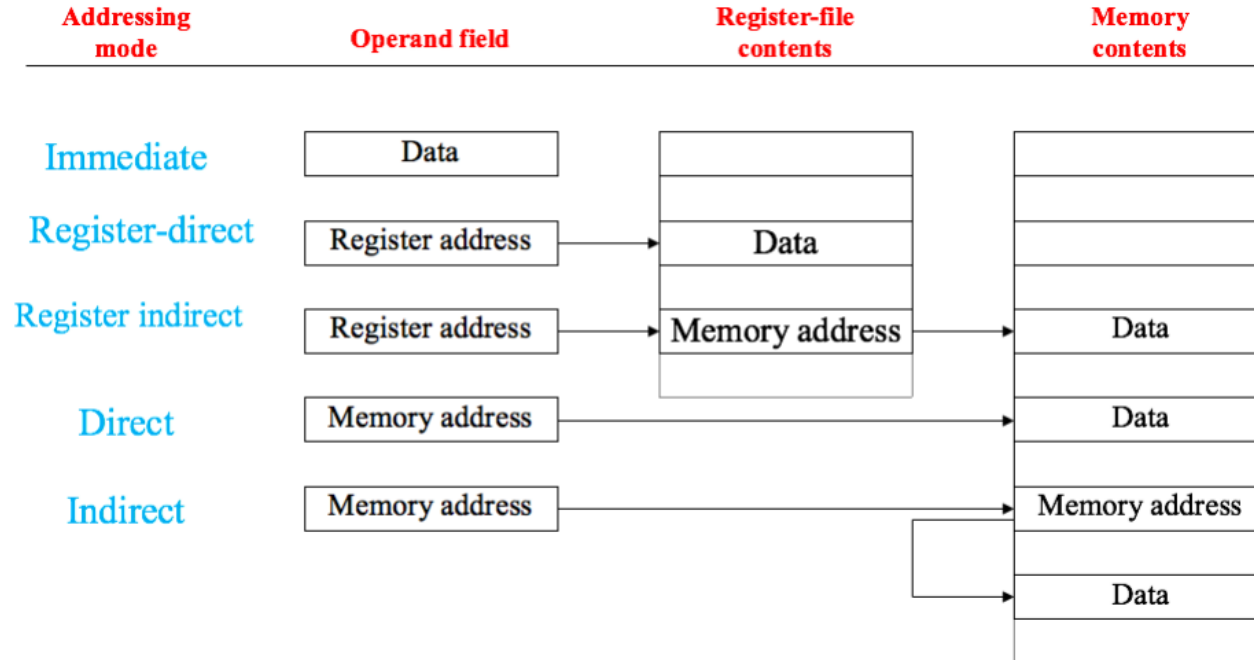 Addressing
mode
Operand field
Register-file
contents
Memory
contents
Immediate
Data
Register-direct
Register address
Data
Register indirect
Register address
Memory address
Data
Direct
Memory address
Data
Indirect
Memory address
Memory address
Data